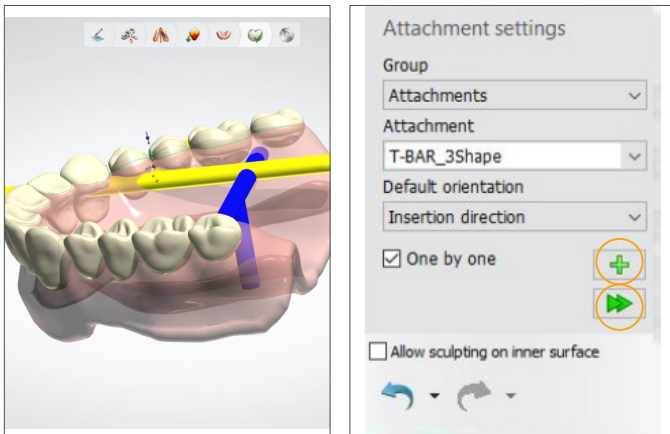 Attachment settings
Group
Attachments
Attachment
T-BAR_3Shape
Default orientation
Insertion direction
One by one
Allow sculpting on inner surface